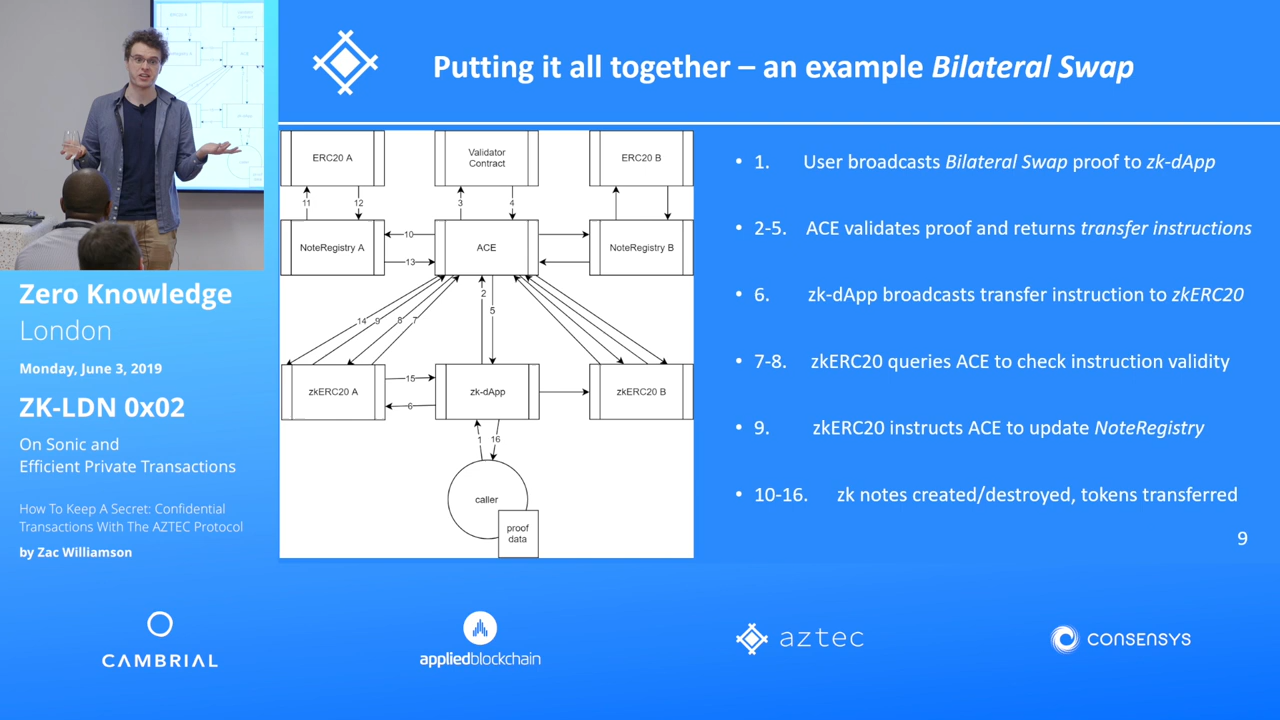 Putting it all together – an example Bilateral Swap
ERC20 A
Validator
Contract
ERC20 B
11
12
3
4
NoteRegistry A
10
13
ACE
NoteRegistry B
14
9
8
7
2
5
zkERC20 A
15
6
zk-dApp
zkERC20 B
1
16
caller
proof
data
• 1. User broadcasts Bilateral Swap proof to zk-dApp
• 2-5. ACE validates proof and returns transfer instructions
• 6. zk-dApp broadcasts transfer instruction to zkERC20
• 7-8. zkERC20 queries ACE to check instruction validity
• 9. zkERC20 instructs ACE to update NoteRegistry
• 10-16. zk notes created/destroyed, tokens transferred
9
Zero Knowledge
London
Monday, June 3, 2019
ZK-LDN 0x02
On Sonic and
Efficient Private Transactions
How To Keep A Secret: Confidential
Transactions With The AZTEC Protocol
by Zac Williamson
CAMBRIAL
appliedblockchain
aztec
CONSENSYS